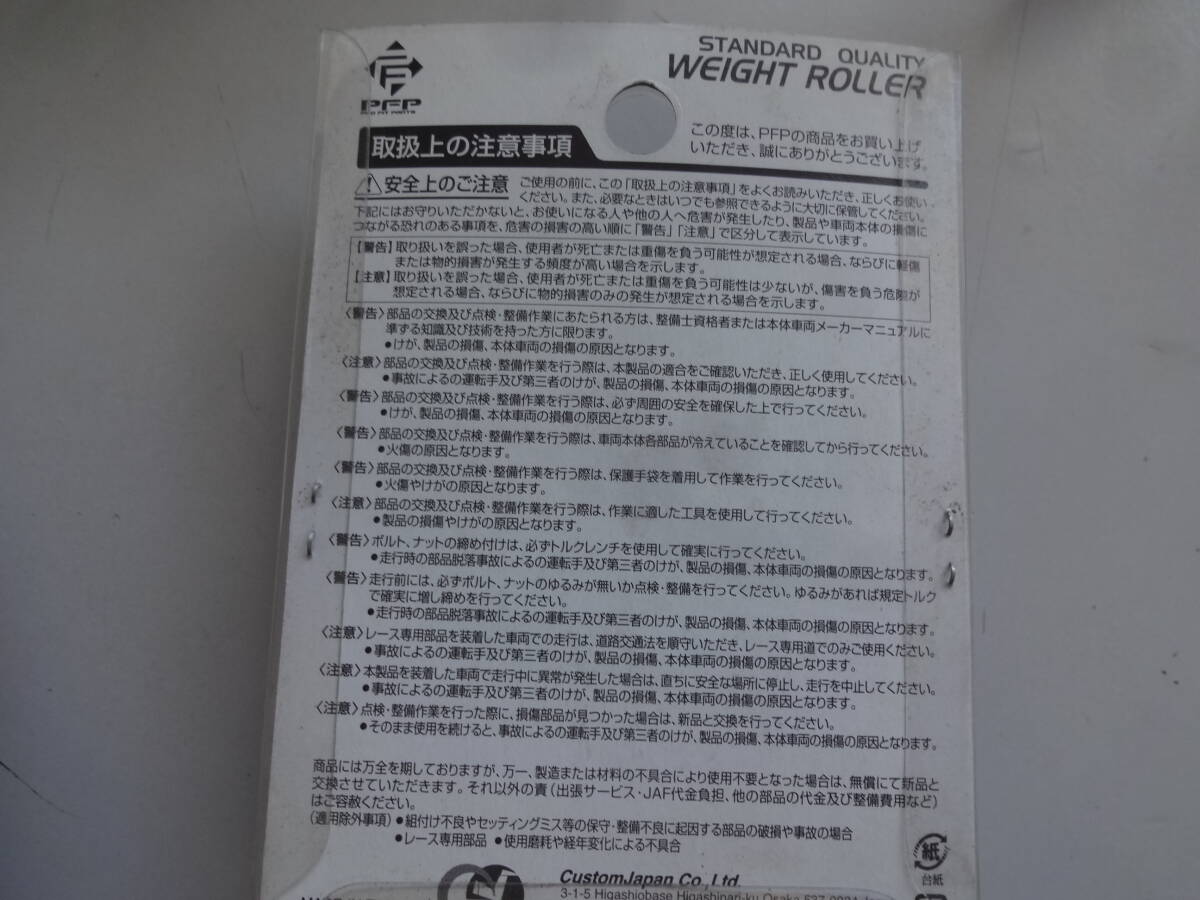 PFP
STANDARD QUALITY
WEIGHT ROLLER
取扱上の注意事項
この度は、PFPの商品をお買い上げ
いただき、誠にありがとうございます。
安全上のご注意
ご使用の前に、この「取扱上の注意事項」をよくお読みいただき、正しくお使い
ください。また、必要なときはいつでも参照できるように大切に保管してください。
下記にはお守りいただかないと、お使いになる人や他の人へ危害が発生したり、製品や車両本体の損傷に
つながる恐れのある事項を、危害の損害の高い順に「警告」「注意」で区分して表示しています。
【警告】取り扱いを誤った場合、使用者が死亡または重傷を負う可能性が想定される場合、ならびに軽傷
または物的損害が発生する頻度が高い場合を示します。
【注意】取り扱いを誤った場合、使用者が死亡または重傷を負う可能性は少ないが、傷害を負う危険が
想定される場合、ならびに物的損害のみの発生が想定される場合を示します。
〈警告〉部品の交換及び点検・整備作業にあたられる方は、整備士資格者または本体車両メーカーマニュアルに
準ずる知識及び技術を持った方に限ります。
●けが、製品の損傷、本体車両の損傷の原因となります。
〈注意〉部品の交換及び点検・整備作業を行う際は、本製品の適合をご確認いただき、正しく使用してください。
●事故によるの運転手及び第三者のけが、製品の損傷、本体車両の損傷の原因となります。
〈警告〉部品の交換及び点検・整備作業を行う際は、必ず周囲の安全を確保した上で行ってください。
●けが、製品の損傷、本体車両の損傷の原因となります。
〈警告〉部品の交換及び点検・整備作業を行う際は、車両本体各部品が冷えていることを確認してから行ってください。
●火傷の原因となります。
〈警告〉部品の交換及び点検・整備作業を行う際は、保護手袋を着用して作業を行ってください。
●火傷やけがの原因となります。
〈注意〉部品の交換及び点検・整備作業を行う際は、作業に適した工具を使用して行ってください。
●製品の損傷やけがの原因となります。
〈警告〉ボルト、ナットの締め付けは、必ずトルクレンチを使用して確実に行ってください。
●走行時の部品脱落事故によるの運転手及び第三者のけが、製品の損傷、本体車両の損傷の原因となります。
〈警告〉走行前には、必ずボルト、ナットのゆるみが無いか点検・整備を行ってください。ゆるみがあれば規定トルク
で確実に増し締めを行ってください。
●走行時の部品脱落事故によるの運転手及び第三者のけが、製品の損傷、本体車両の損傷の原因となります。
〈注意〉レース専用部品を装着した車両での走行は、道路交通法を順守いただき、レース専用道でのみご使用ください。
●事故によるの運転手及び第三者のけが、製品の損傷、本体車両の損傷の原因となります。
〈注意〉本製品を装着した車両で走行中に異常が発生した場合は、直ちに安全な場所に停止し、走行を中止してください。
●事故によるの運転手及び第三者のけが、製品の損傷、本体車両の損傷の原因となります。
〈注意〉点検・整備作業を行った際に、損傷部品が見つかった場合は、新品と交換を行ってください。
●そのまま使用を続けると、事故によるの運転手及び第三者のけが、製品の損傷、本体車両の損傷の原因となります。
商品には万全を期しておりますが、万一、製造または材料の不具合により使用不要となった場合は、無償にて新品と
交換させていただきます。それ以外の責（出張サービス・JAF代金負担、他の部品の代金及び整備費用など）
はご容赦ください。
（適用除外事項）●組付け不良やセッティングミス等の保守・整備不良に起因する部品の破損や事故の場合
●レース専用部品 ●使用磨耗や経年変化による不具合
紙
台紙
CustomJapan Co.,Ltd.
3-1-5 Higashiobase Higashinari-ku Osaka